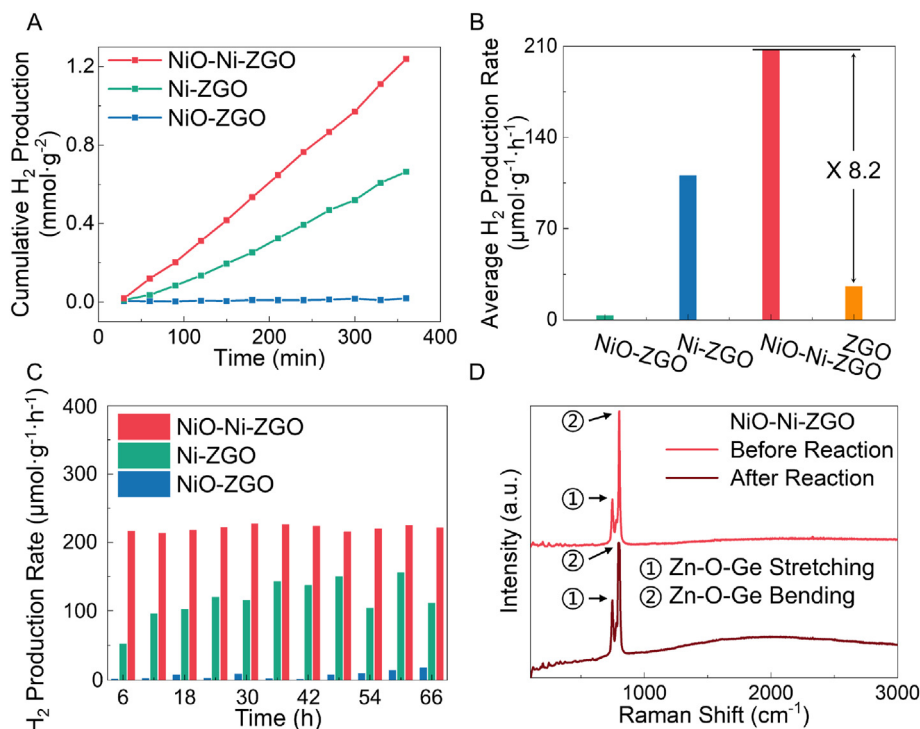 A
Cumulative H2 Production
(mmol·g-2)
1.2
0.8
0.4
0.0
NiO-Ni-ZGO
Ni-ZGO
NiO-ZGO
0
100
200
300
400
Time (min)
B
Average H2 Production Rate
(μmol·g-1·h-1)
210
140
70
0
X 8.2
NiO-ZGO
Ni-ZGO
NiO-Ni-ZGO
ZGO
C
H2 Production Rate (μmol·g-1·h-1)
400
300
200
100
0
NiO-Ni-ZGO
Ni-ZGO
NiO-ZGO
6
18
30
42
54
66
Time (h)
D
Intensity (a.u.)
②
①
NiO-Ni-ZGO
Before Reaction
After Reaction
②
①
① Zn-O-Ge Stretching
② Zn-O-Ge Bending
1000
2000
3000
Raman Shift (cm-1)